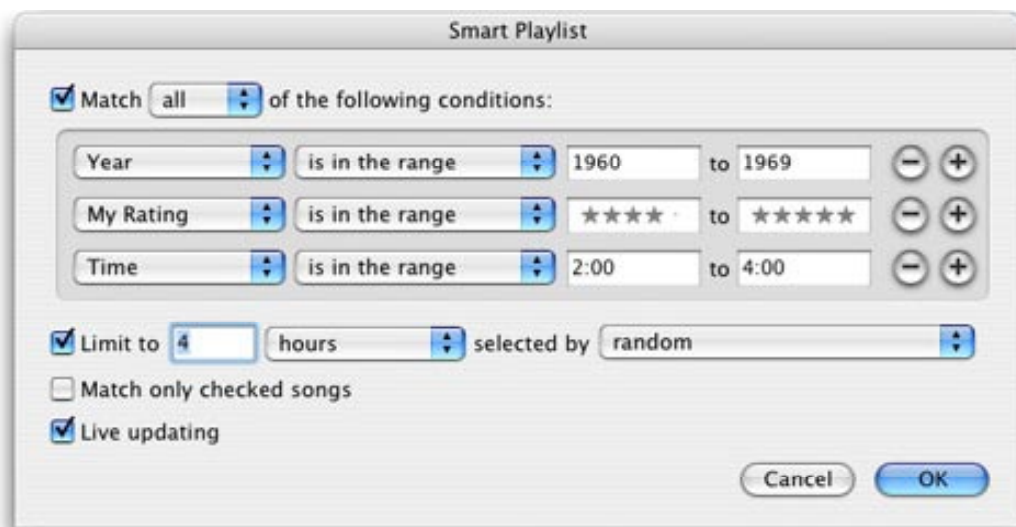 Smart Playlist
Match all of the following conditions:
Year is in the range 1960 to 1969
My Rating is in the range ★★★★· to ★★★★★
Time is in the range 2:00 to 4:00
Limit to 4 hours selected by random
Match only checked songs
Live updating
Cancel OK